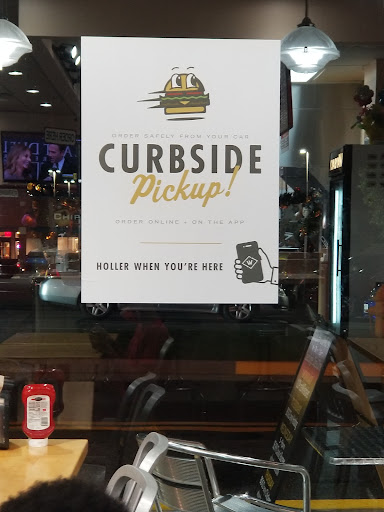 ORDER SAFELY FROM YOUR CAR
CURBSIDE
Pickup!
ORDER ONLINE • ON THE APP
HOLLER WHEN YOU'RE HERE